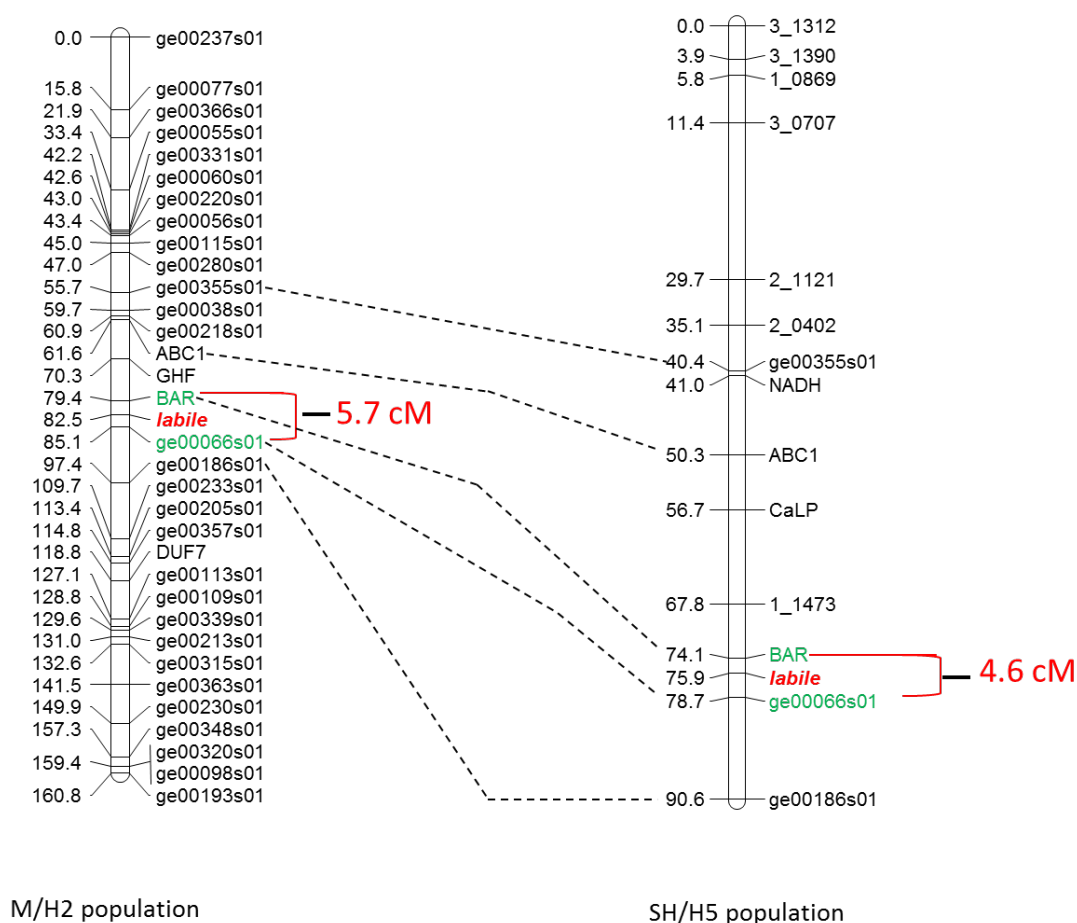 0.0 ge00237s01
15.8 ge00077s01
21.9 ge00366s01
33.4 ge00055s01
42.2 ge00331s01
42.6 ge00060s01
43.0 ge00220s01
43.4 ge00056s01
45.0 ge00115s01
47.0 ge00280s01
55.7 ge00355s01
59.7 ge00038s01
60.9 ge00218s01
61.6 ABC1
70.3 GHF
79.4 BAR
82.5 labile
85.1 ge00066s01
97.4 ge00186s01
109.7 ge00233s01
113.4 ge00205s01
114.8 ge00357s01
118.8 DUF7
127.1 ge00113s01
128.8 ge00109s01
129.6 ge00339s01
131.0 ge00213s01
132.6 ge00315s01
141.5 ge00363s01
149.9 ge00230s01
157.3 ge00348s01
159.4 ge00320s01
ge00098s01
160.8 ge00193s01
5.7 cM
M/H2 population
0.0 3_1312
3.9 3_1390
5.8 1_0869
11.4 3_0707
29.7 2_1121
35.1 2_0402
40.4 ge00355s01
41.0 NADH
50.3 ABC1
56.7 CaLP
67.8 1_1473
74.1 BAR
75.9 labile
78.7 ge00066s01
90.6 ge00186s01
4.6 cM
SH/H5 population